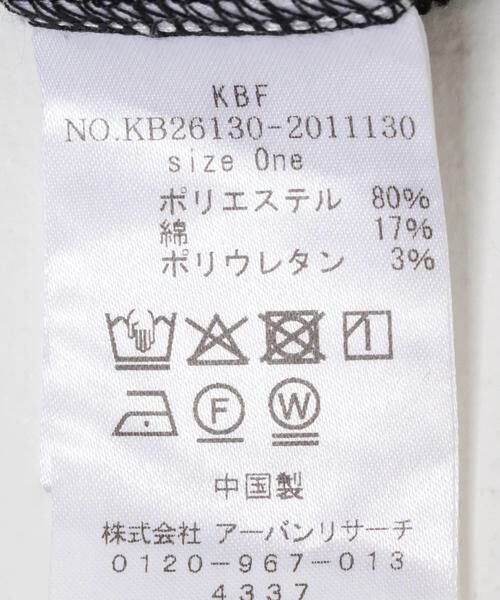 KBF
NO.KB26130-2011130
size One
ポリエステル 80%
綿 17%
ポリウレタン 3%
F W
中国製
株式会社 アーバンリサーチ
0120-967-013
4337